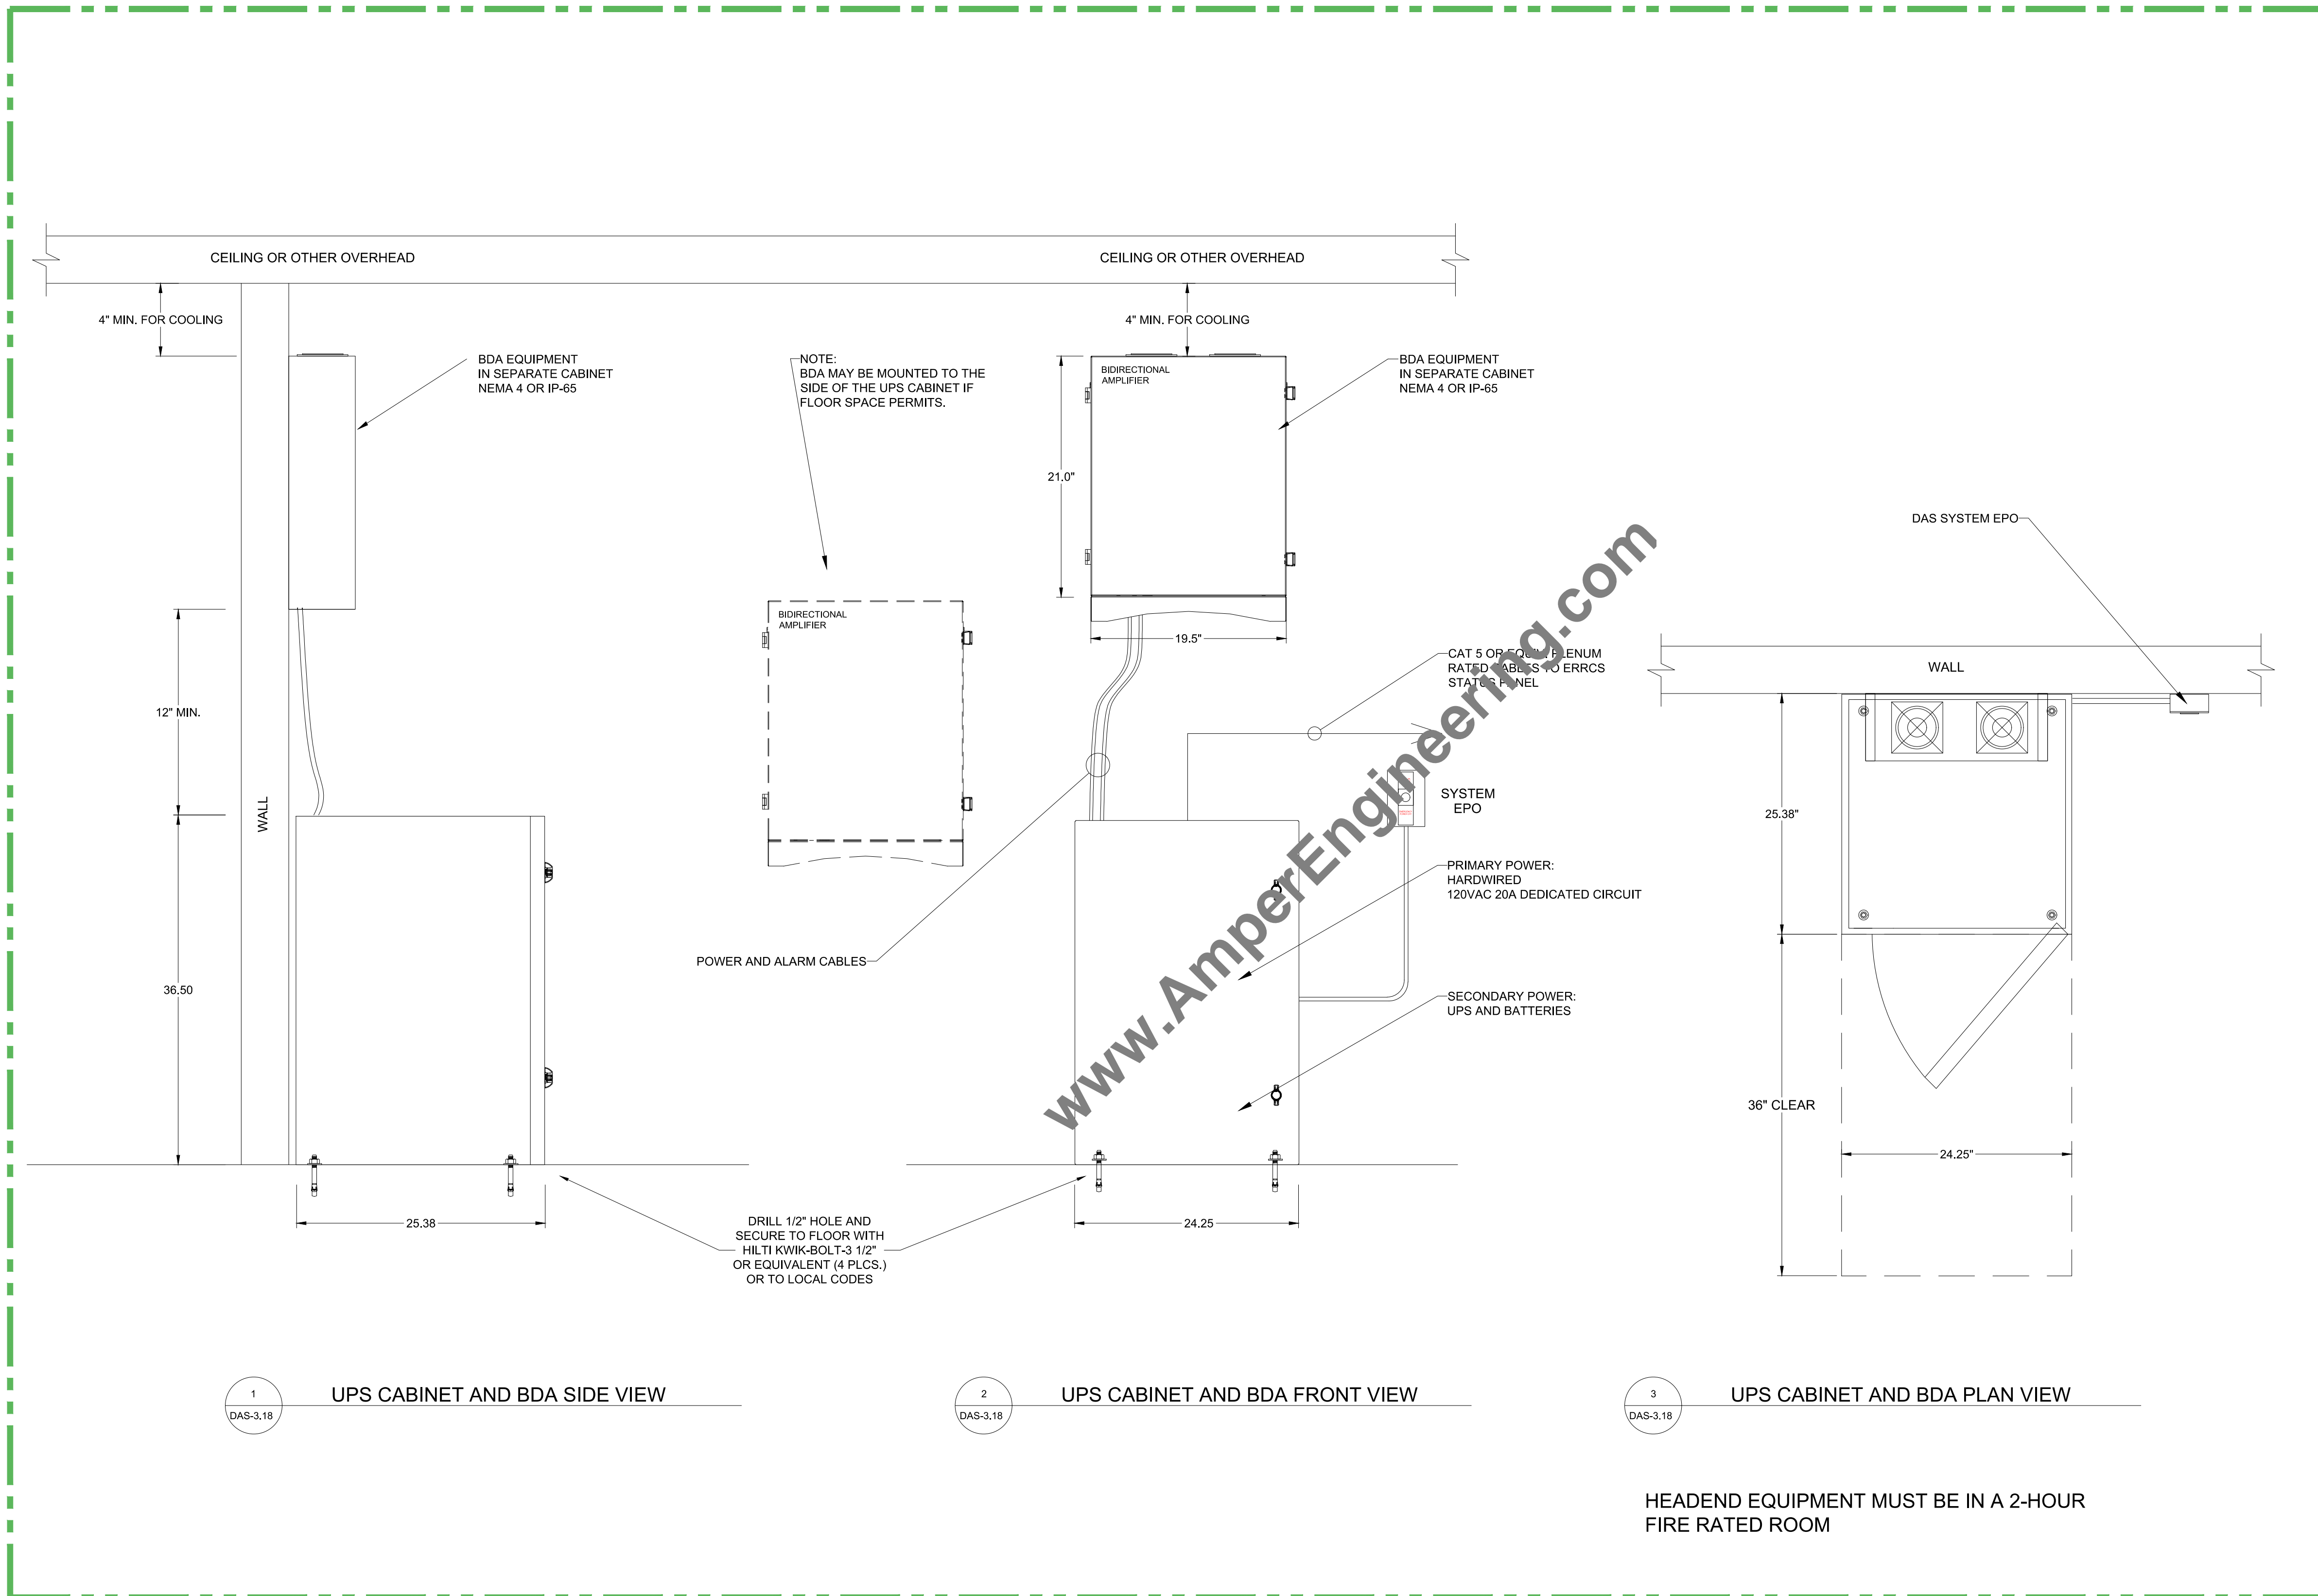 CEILING OR OTHER OVERHEAD
CEILING OR OTHER OVERHEAD
4" MIN. FOR COOLING
4" MIN. FOR COOLING
BDA EQUIPMENT
IN SEPARATE CABINET
NEMA 4 OR IP-65
NOTE:
BDA MAY BE MOUNTED TO THE
SIDE OF THE UPS CABINET IF
FLOOR SPACE PERMITS.
BIDIRECTIONAL
AMPLIFIER
BDA EQUIPMENT
IN SEPARATE CABINET
NEMA 4 OR IP-65
21.0"
19.5"
BIDIRECTIONAL
AMPLIFIER
12" MIN.
WALL
36.50
25.38
POWER AND ALARM CABLES
CAT 5 OR EQUIV. PLENUM
RATED CABLES TO ERRCS
STATUS PANEL
SYSTEM
EPO
PRIMARY POWER:
HARDWIRED
120VAC 20A DEDICATED CIRCUIT
SECONDARY POWER:
UPS AND BATTERIES
24.25
DRILL 1/2" HOLE AND
SECURE TO FLOOR WITH
HILTI KWIK-BOLT-3 1/2"
OR EQUIVALENT (4 PLCS.)
OR TO LOCAL CODES
DAS SYSTEM EPO
WALL
25.38"
36" CLEAR
24.25"
www.AmperEngineering.com
1
DAS-3.18
UPS CABINET AND BDA SIDE VIEW
2
DAS-3.18
UPS CABINET AND BDA FRONT VIEW
3
DAS-3.18
UPS CABINET AND BDA PLAN VIEW
HEADEND EQUIPMENT MUST BE IN A 2-HOUR
FIRE RATED ROOM